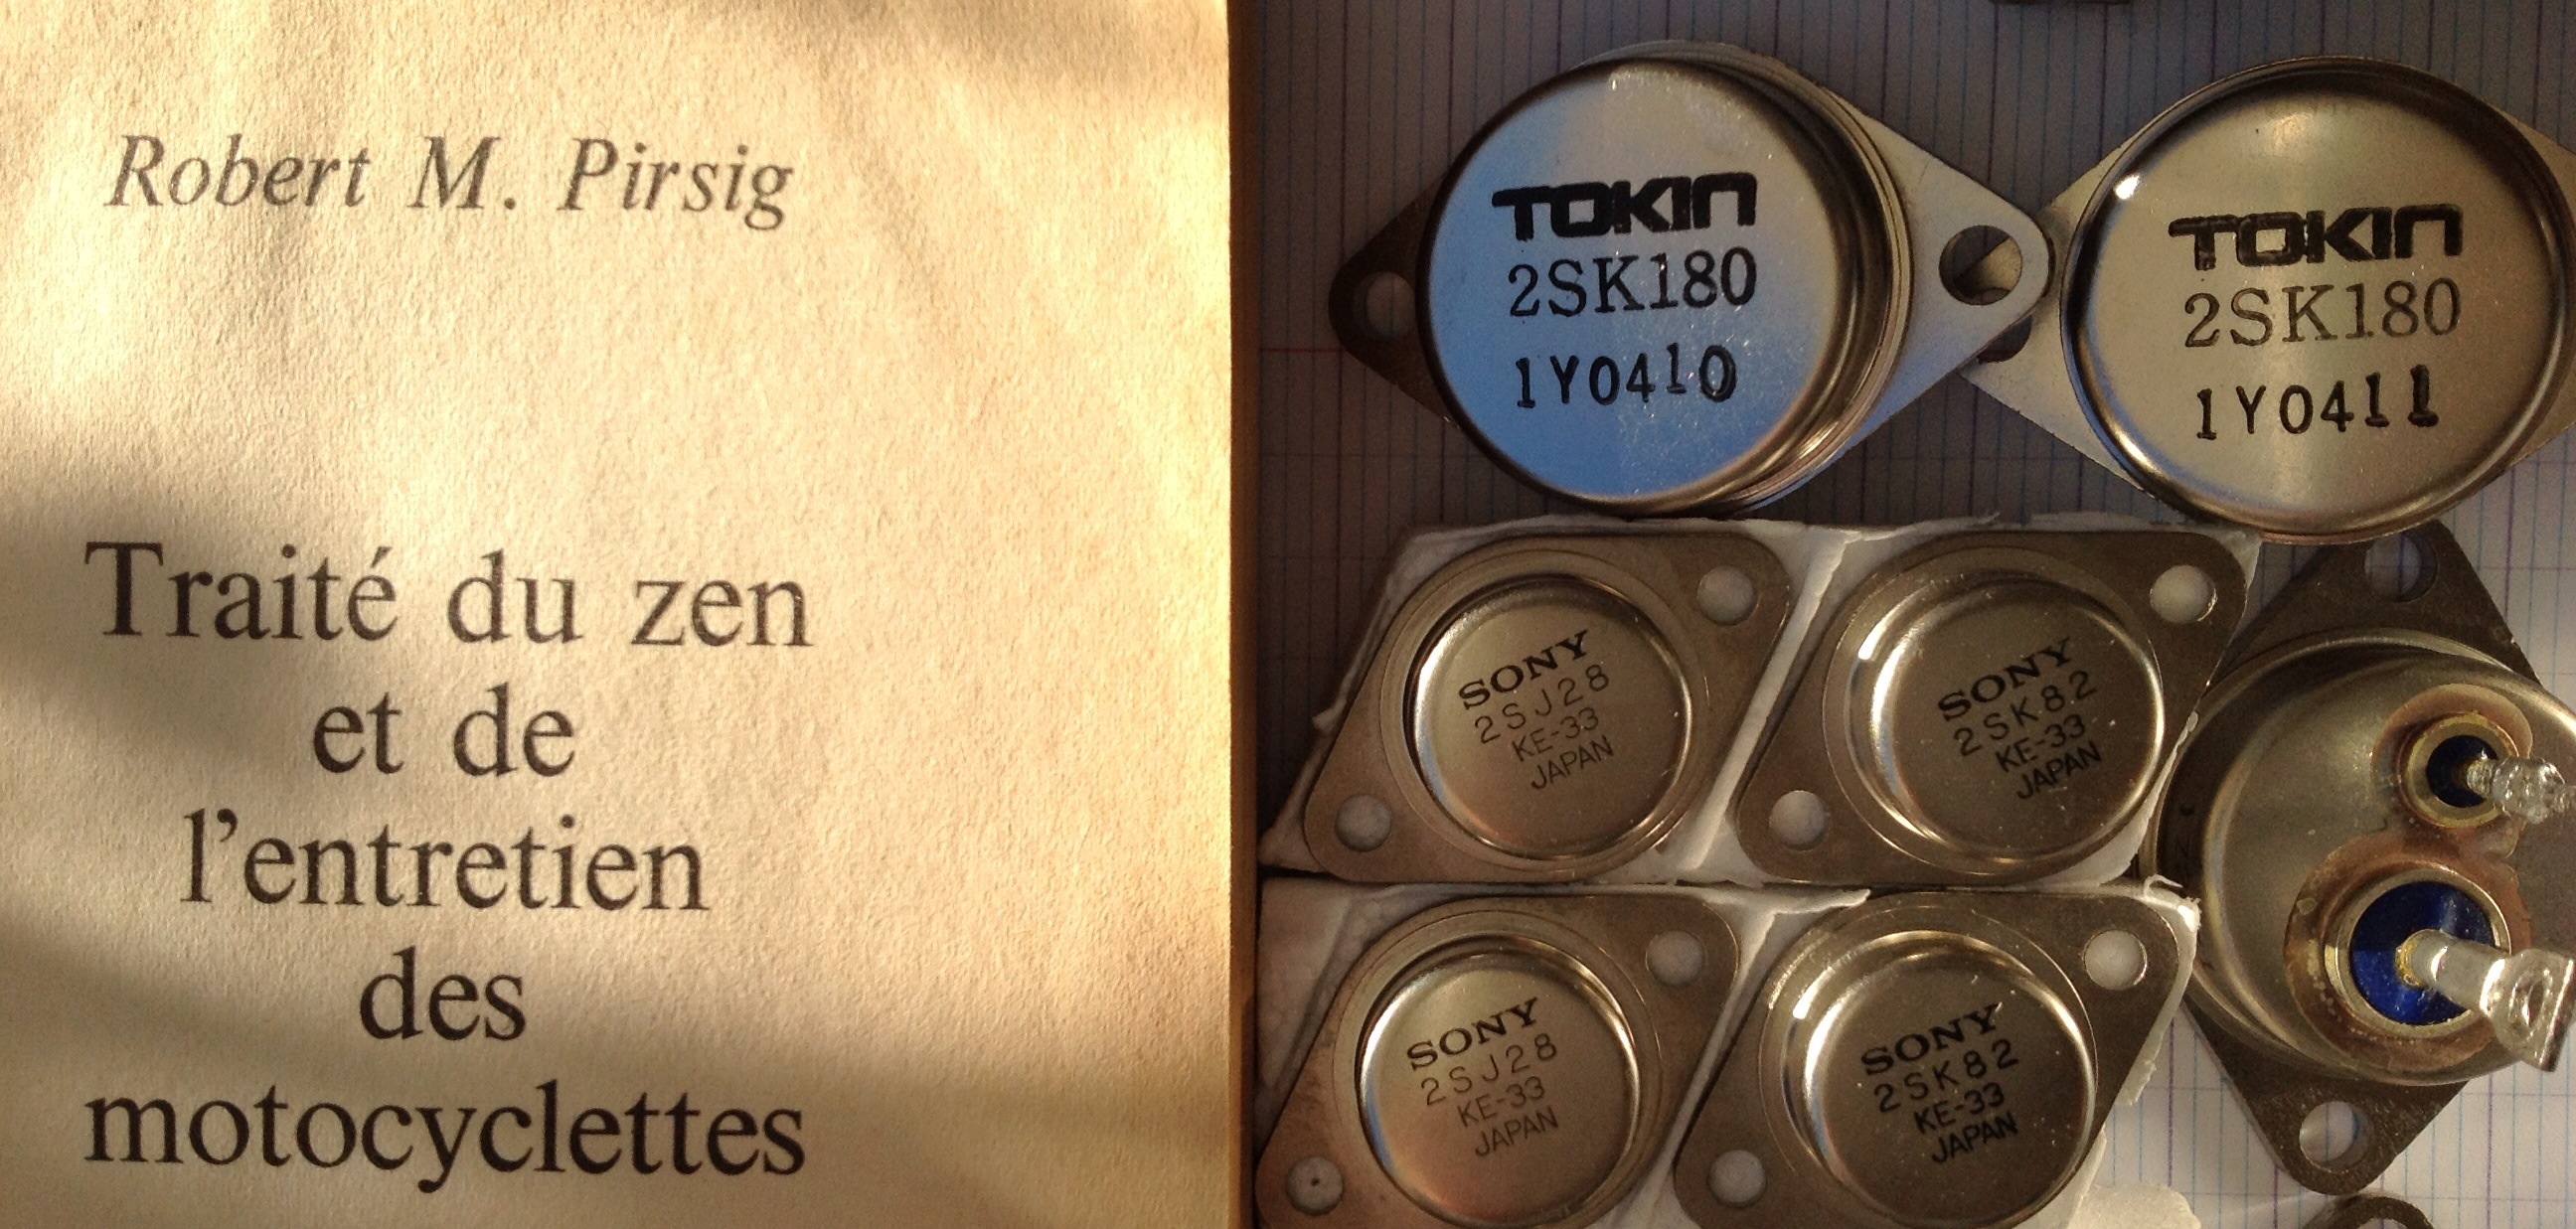 Robert M. Pirsig
Traité du zen
et de
l'entretien
des
motocyclettes
TOKIN
2SK180
1Y0410
TOKIN
2SK180
1Y0411
SONY
2SJ28
KE-33
JAPAN
SONY
2SK82
KE-33
JAPAN
SONY
2SJ28
KE-33
JAPAN
SONY
2SK82
KE-33
JAPAN